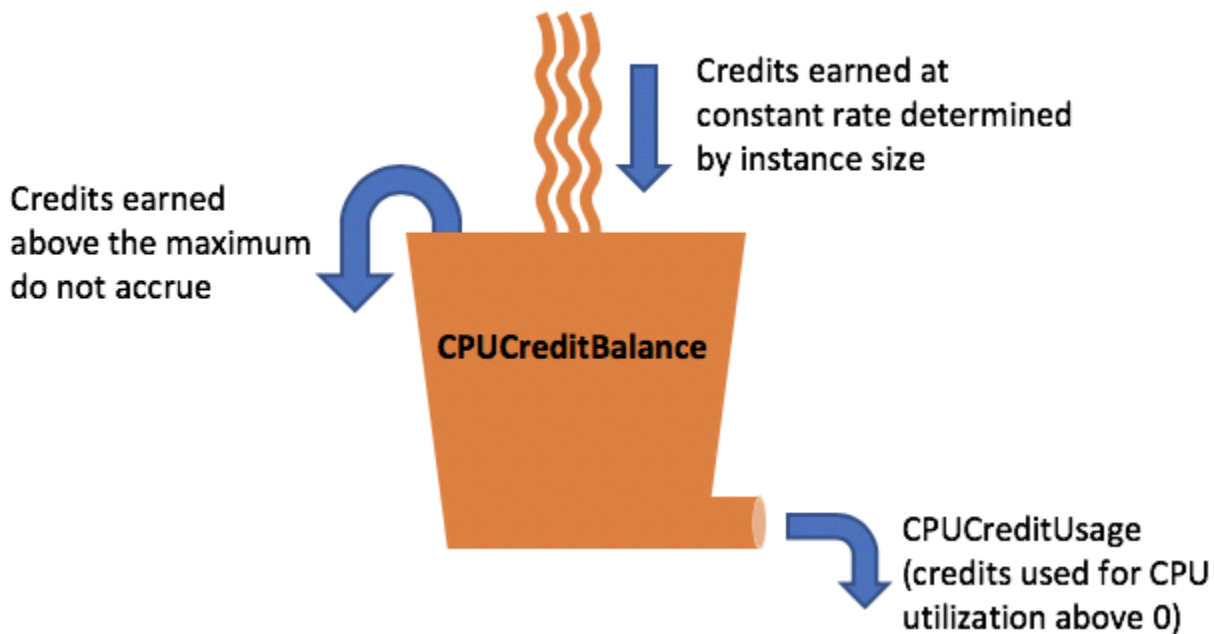 Credits earned at
constant rate determined
by instance size
Credits earned
above the maximum
do not accrue
CPUCreditBalance
CPUCreditUsage
(credits used for CPU
utilization above 0)